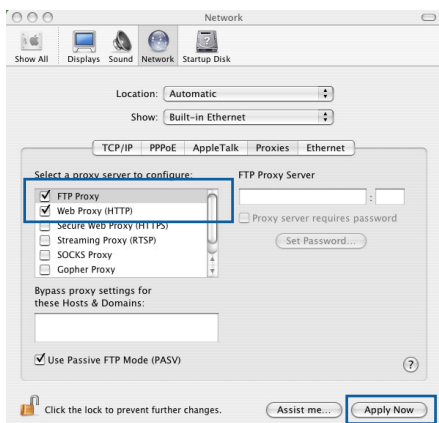 Network
Show All Displays Sound Network Startup Disk
Location: Automatic
Show: Built-in Ethernet
TCP/IP PPPoE AppleTalk Proxies Ethernet
Select a proxy server to configure: FTP Proxy Server
FTP Proxy
Web Proxy (HTTP) :
Secure Web Proxy (HTTPS) Proxy server requires password
Streaming Proxy (RTSP) Set Password...
SOCKS Proxy
Gopher Proxy
Bypass proxy settings for
these Hosts & Domains:
Use Passive FTP Mode (PASV) ?
Click the lock to prevent further changes. Assist me... Apply Now